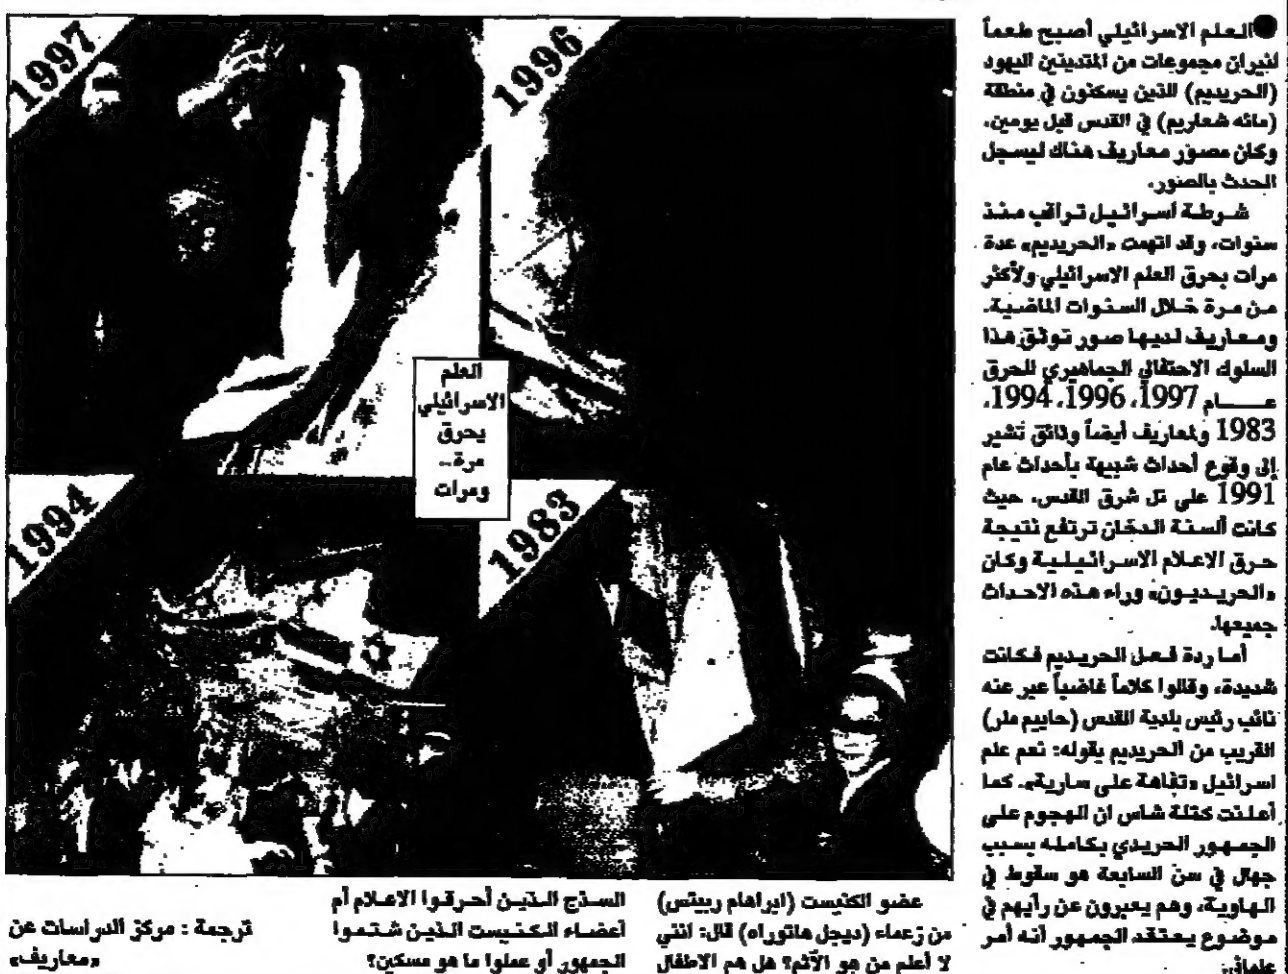 العلم الاسرائيلي أصبح طعماً
لنيران مجموعات من المتدينين اليهود
(الحريديم) الذين يسكنون في منطقة
(مائه شعاريم) في القدس قبل يومين،
وكان مصور معاريف هناك ليسجل
الحدث بالصور.
شرطة اسرائيل تراقب منذ
سنوات، وقد اتهمت «الحريديم» عدة
مرات بحرق العلم الاسرائيلي ولأكثر
من مرة خلال السنوات الماضية.
ومعاريف لديها صور توثق هذا
السلوك الاحتفالي الجماهيري للحرق
عـــام 1997، 1996، 1994،
1983 ولمعاريف أيضاً وثائق تشير
إلى وقوع أحداث شبيهة بأحداث عام
1991 على تل شرق القدس، حيث
كانت ألسنة الدخان ترتفع نتيجة
حرق الاعلام الاسرائيلية وكان
«الحريديون» وراء هذه الاحداث
جميعها.
أما ردة فعل الحريديم فكانت
شديدة، وقالوا كلاماً غاضباً عبر عنه
نائب رئيس بلدية القدس (حاييم ملر)
القريب من الحريديم بقوله: نعم علم
اسرائيل «تفاهة على سارية». كما
أعلنت كتلة شاس ان الهجوم على
الجمهور الحريدي بكامله بسبب
جهال في سن السابعة هو سقوط في
الهاوية، وهم يعبرون عن رأيهم في
موضوع يعتقد الجمهور أنه أمر
علماني.
1997
1996
العلم
الاسرائيلي
يحرق
مرة..
ومرات
1994
1983
عضو الكنيست (ابراهام ربيتس)
من زعماء (ديجل هاتوراه) قال: انني
لا أعلم من هو الآثم؟ هل هم الاطفال
السذج الذين أحرقوا الاعلام أم
أعضاء الكنيست الذين شتموا
الجمهور أو عملوا ما هو مسكين؟
ترجمة : مركز الدراسات عن
«معاريف»